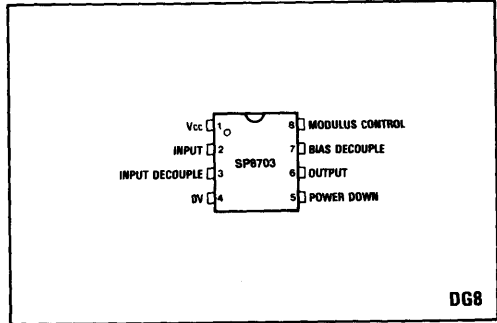 Vcc 1 8 MODULUS CONTROL
INPUT 2 7 BIAS DECOUPLE
SP8703
INPUT DECOUPLE 3 6 OUTPUT
0V 4 5 POWER DOWN
DG8